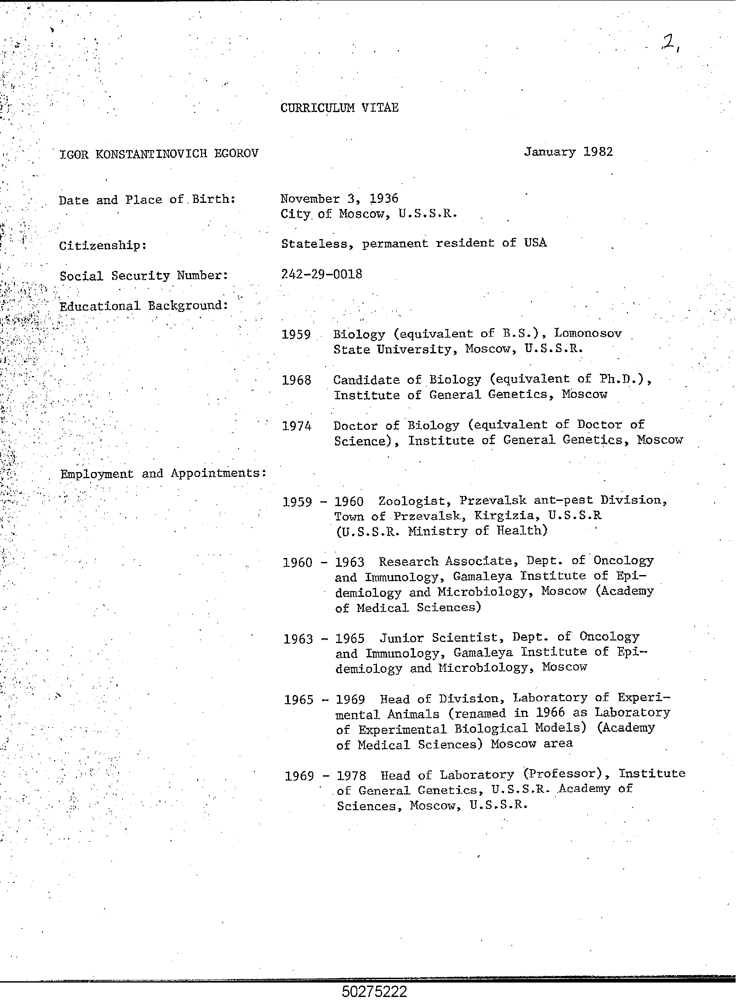 2,
CURRICULUM VITAE
IGOR KONSTANTINOVICH EGOROV January 1982
Date and Place of Birth: November 3, 1936
City of Moscow, U.S.S.R.
Citizenship: Stateless, permanent resident of USA
Social Security Number: 242-29-0018
Educational Background:
1959 Biology (equivalent of B.S.), Lomonosov
State University, Moscow, U.S.S.R.
1968 Candidate of Biology (equivalent of Ph.D.),
Institute of General Genetics, Moscow
1974 Doctor of Biology (equivalent of Doctor of
Science), Institute of General Genetics, Moscow
Employment and Appointments:
1959 - 1960 Zoologist, Przevalsk ant-pest Division,
Town of Przevalsk, Kirgizia, U.S.S.R
(U.S.S.R. Ministry of Health)
1960 - 1963 Research Associate, Dept. of Oncology
and Immunology, Gamaleya Institute of Epi-
demiology and Microbiology, Moscow (Academy
of Medical Sciences)
1963 - 1965 Junior Scientist, Dept. of Oncology
and Immunology, Gamaleya Institute of Epi-
demiology and Microbiology, Moscow
1965 - 1969 Head of Division, Laboratory of Experi-
mental Animals (renamed in 1966 as Laboratory
of Experimental Biological Models) (Academy
of Medical Sciences) Moscow area
1969 - 1978 Head of Laboratory (Professor), Institute
of General Genetics, U.S.S.R. Academy of
Sciences, Moscow, U.S.S.R.
50275222